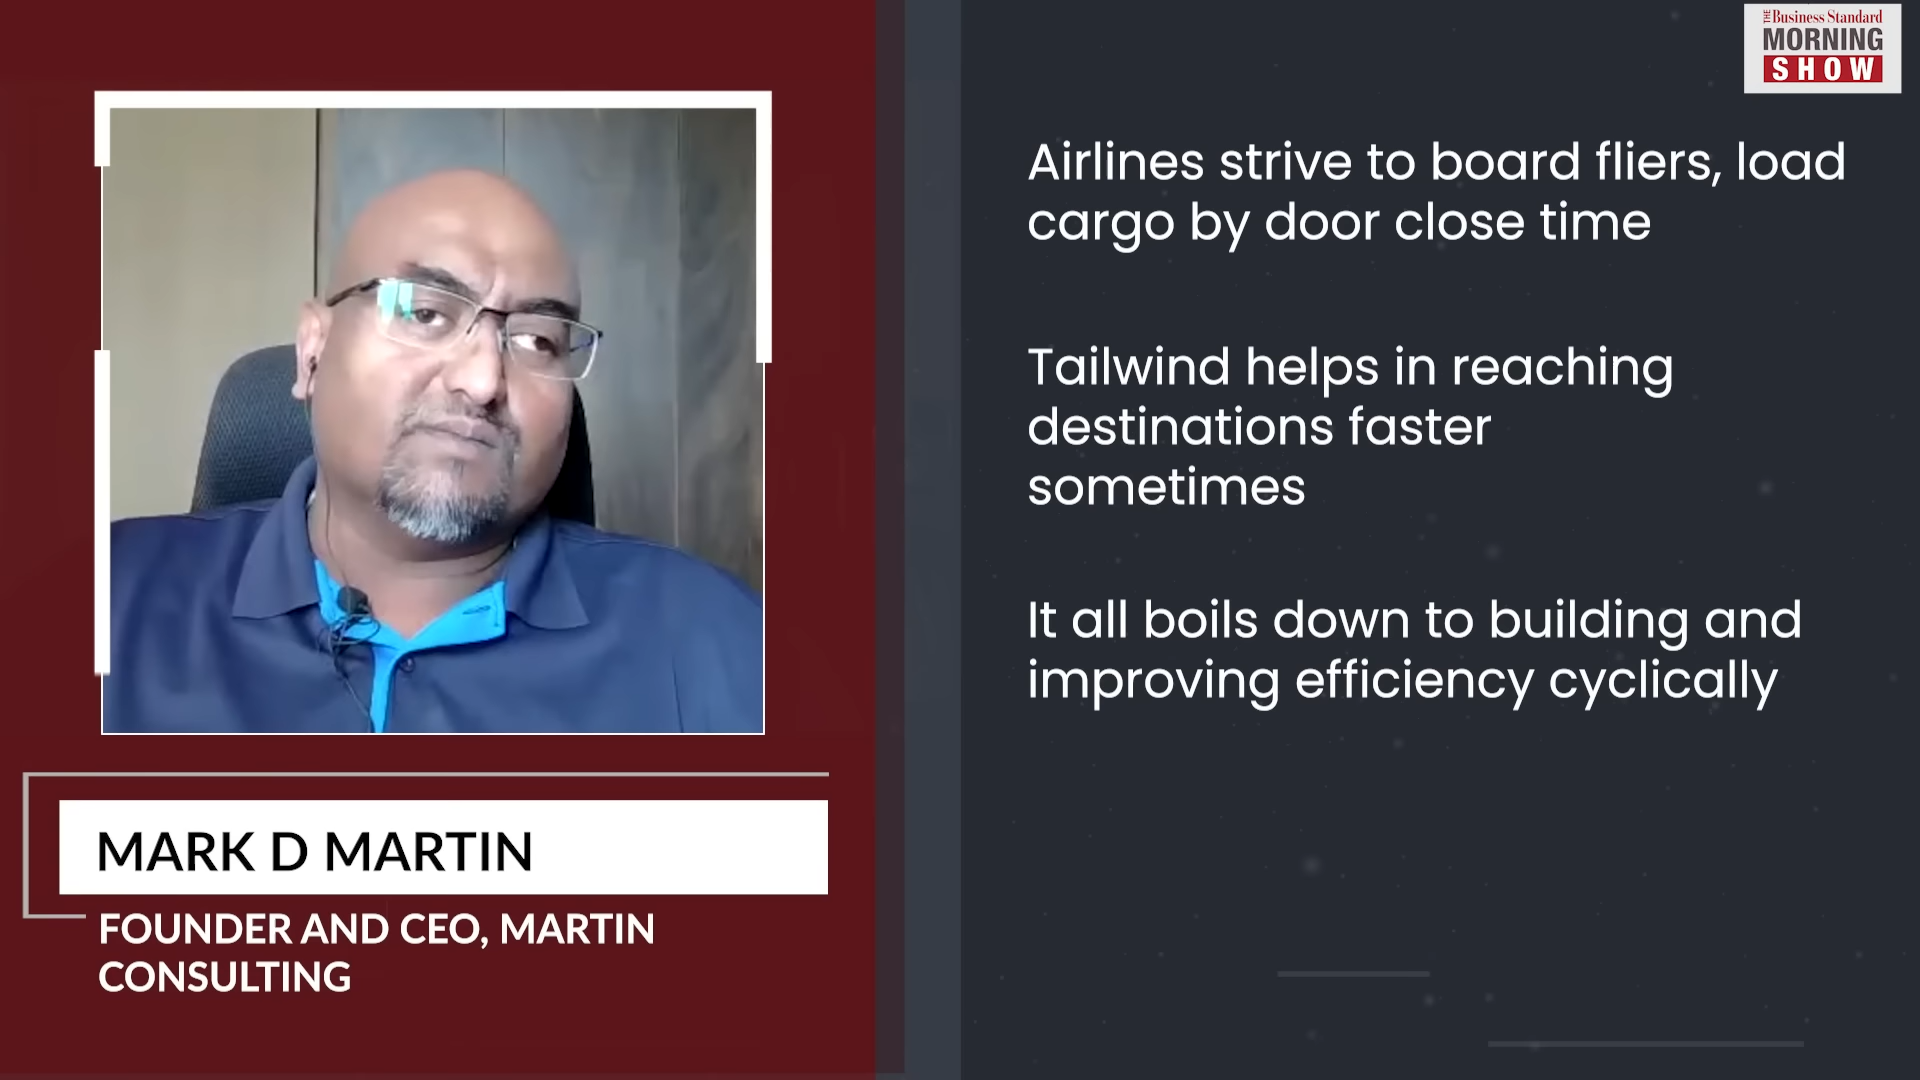 THE Business Standard
MORNING
SHOW
Airlines strive to board fliers, load
cargo by door close time
Tailwind helps in reaching
destinations faster
sometimes
It all boils down to building and
improving efficiency cyclically
MARK D MARTIN
FOUNDER AND CEO, MARTIN
CONSULTING